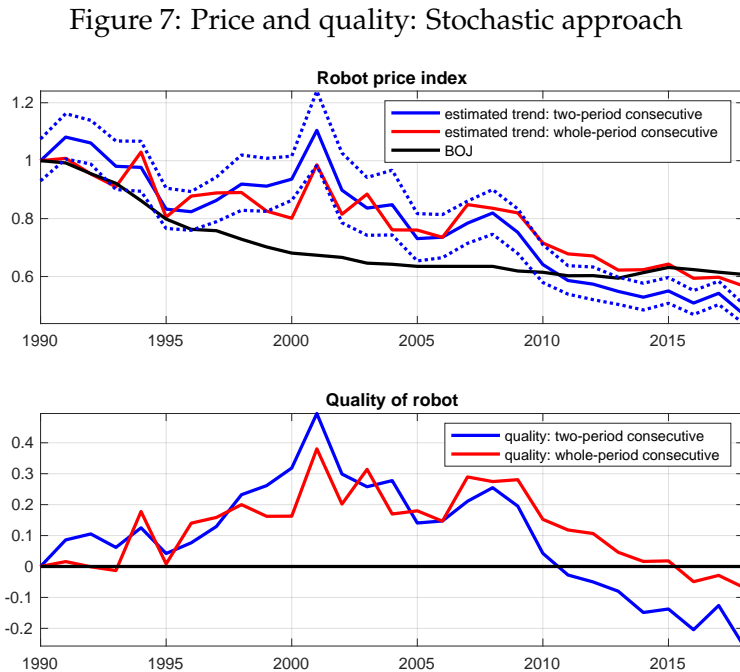 Figure 7: Price and quality: Stochastic approach
Robot price index
1.2
1
0.8
0.6
estimated trend: two-period consecutive
estimated trend: whole-period consecutive
BOJ
1990 1995 2000 2005 2010 2015
Quality of robot
0.4
0.3
0.2
0.1
0
-0.1
-0.2
quality: two-period consecutive
quality: whole-period consecutive
1990 1995 2000 2005 2010 2015